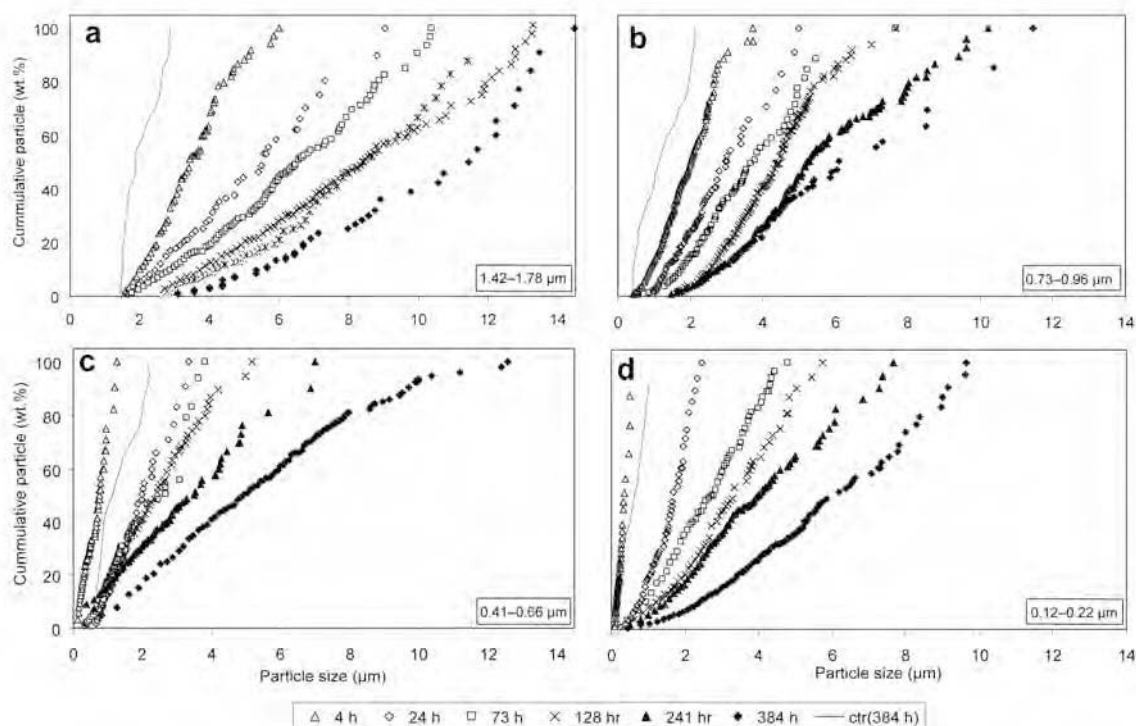 a
b
100
80
60
40
20
0
Cummulative particle (wt.%)
1.42–1.78 µm
0.73–0.96 µm
0 2 4 6 8 10 12 14
0 2 4 6 8 10 12 14
c
d
100
80
60
40
20
0
Cummulative particle (wt.%)
0.41–0.66 µm
0.12–0.22 µm
0 2 4 6 8 10 12 14
0 2 4 6 8 10 12 14
Particle size (µm)
Particle size (µm)
4 h 24 h 73 h 128 hr 241 hr 384 h ctr(384 h)